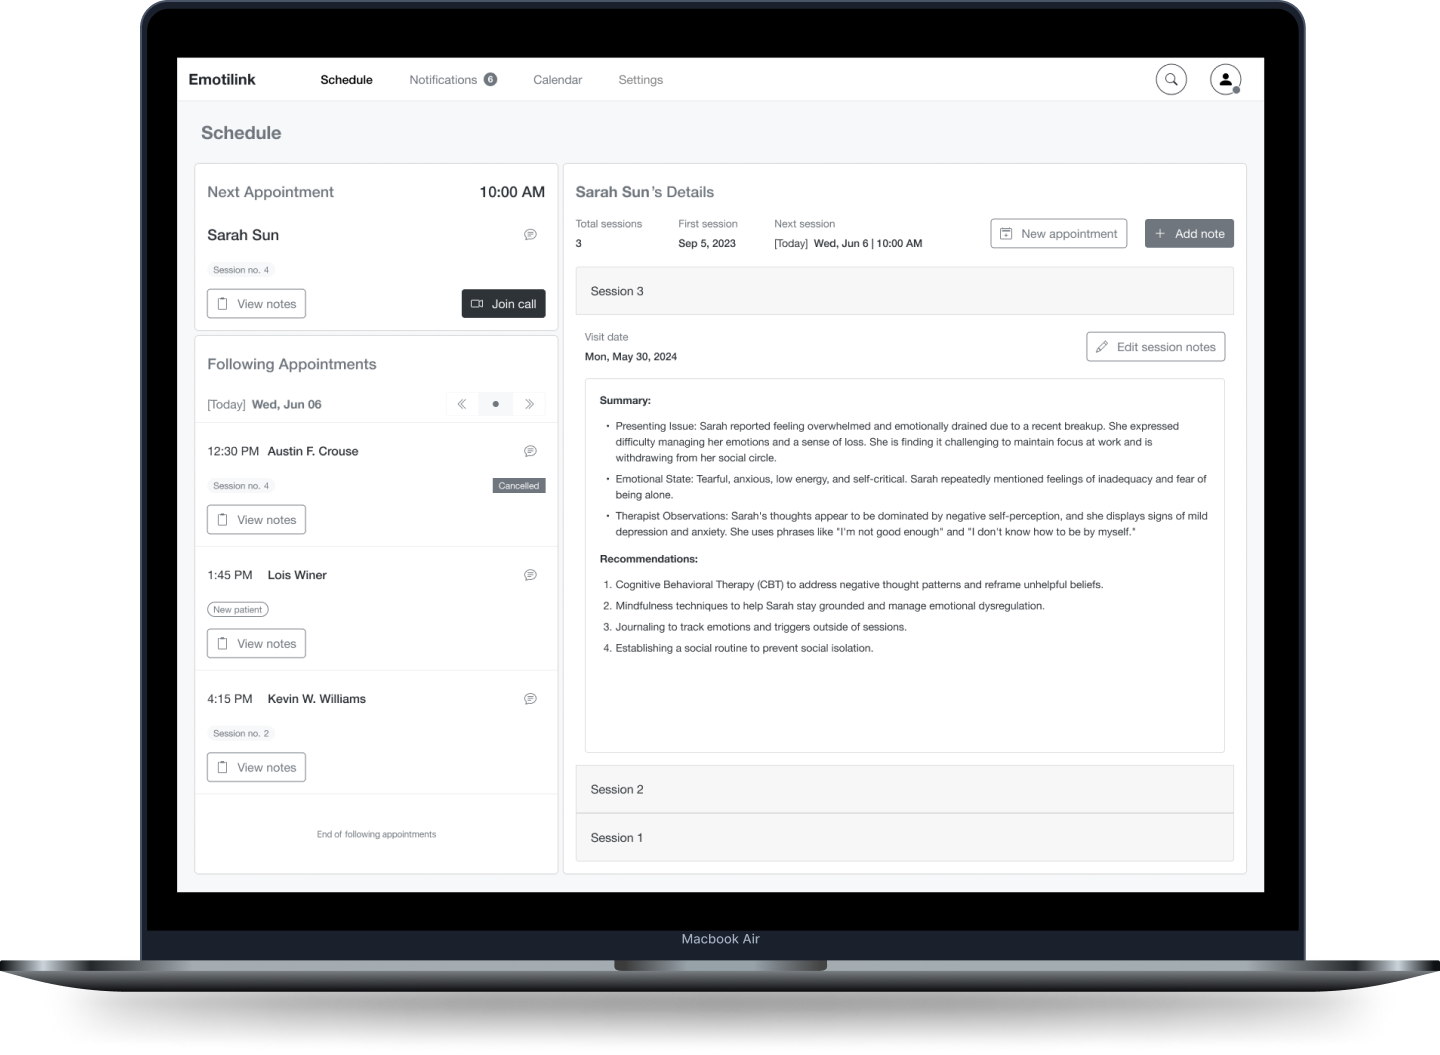 Emotilink
Schedule
Notifications 6
Calendar
Settings
Schedule
Next Appointment
10:00 AM
Sarah Sun
Session no. 4
View notes
Join call
Following Appointments
[Today] Wed, Jun 06
12:30 PM Austin F. Crouse
Session no. 4
Cancelled
View notes
1:45 PM Lois Winer
New patient
View notes
4:15 PM Kevin W. Williams
Session no. 2
View notes
End of following appointments
Sarah Sun's Details
Total sessions
3
First session
Sep 5, 2023
Next session
[Today] Wed, Jun 6 | 10:00 AM
New appointment
Add note
Session 3
Visit date
Mon, May 30, 2024
Edit session notes
Summary:
• Presenting Issue: Sarah reported feeling overwhelmed and emotionally drained due to a recent breakup. She expressed
difficulty managing her emotions and a sense of loss. She is finding it challenging to maintain focus at work and is
withdrawing from her social circle.
• Emotional State: Tearful, anxious, low energy, and self-critical. Sarah repeatedly mentioned feelings of inadequacy and fear of
being alone.
• Therapist Observations: Sarah's thoughts appear to be dominated by negative self-perception, and she displays signs of mild
depression and anxiety. She uses phrases like "I'm not good enough" and "I don't know how to be by myself."
Recommendations:
1. Cognitive Behavioral Therapy (CBT) to address negative thought patterns and reframe unhelpful beliefs.
2. Mindfulness techniques to help Sarah stay grounded and manage emotional dysregulation.
3. Journaling to track emotions and triggers outside of sessions.
4. Establishing a social routine to prevent social isolation.
Session 2
Session 1
Macbook Air